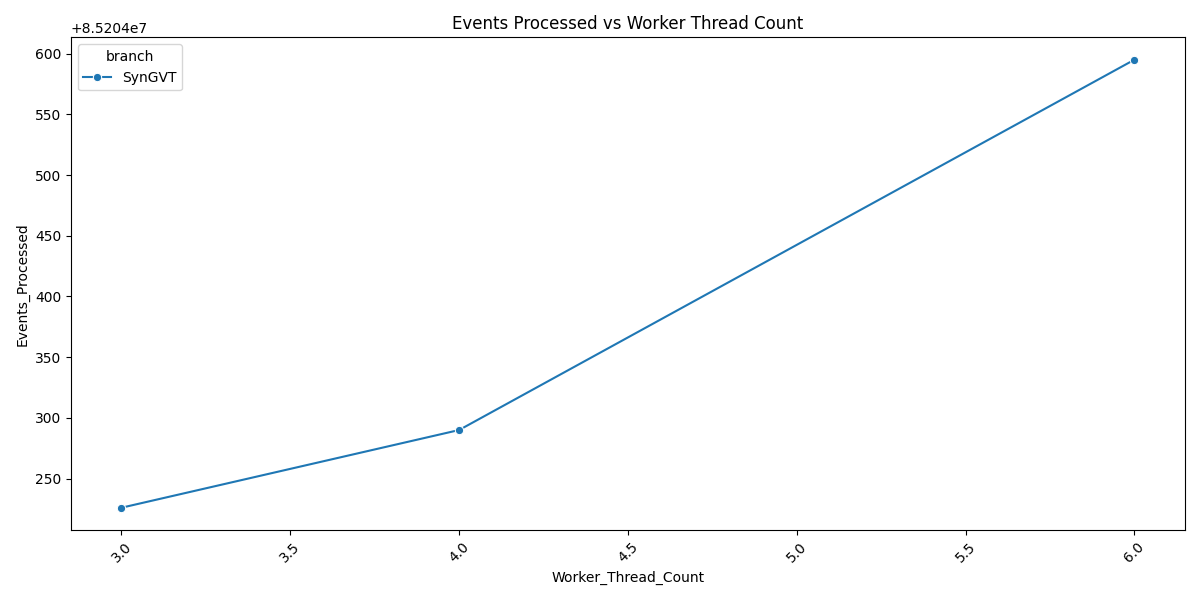 Events Processed vs Worker Thread Count
+8.5204e7
branch
SynGVT
600
550
500
450
400
350
300
250
Events_Processed
3.0
3.5
4.0
4.5
5.0
5.5
6.0
Worker_Thread_Count